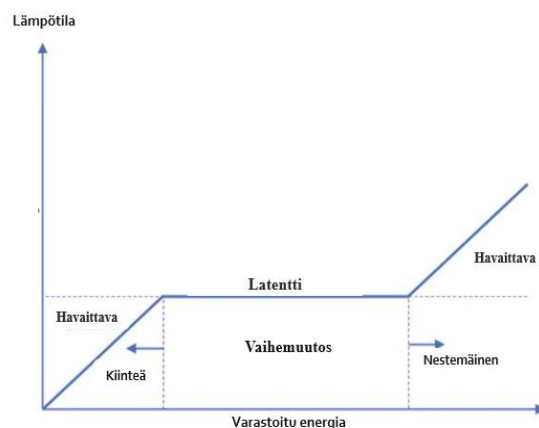 Lämpötila
Havaittava
Latentti
Havaittava
Vaihemuutos
Kiinteä
Nestemäinen
Varastoitu energia